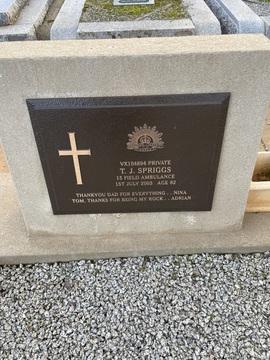 VX104694 PRIVATE
T. J. SPRIGGS
15 FIELD AMBULANCE
1ST JULY 2003 AGE 82
THANKYOU DAD FOR EVERYTHING . . NINA
TOM, THANKS FOR BEING MY ROCK . . ADRIAN